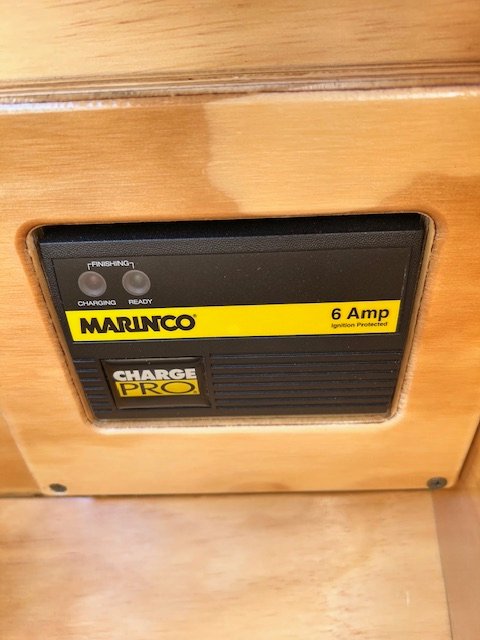 FINISHING
CHARGING READY
MARINCO®
6 Amp
Ignition Protected
CHARGE
PRO